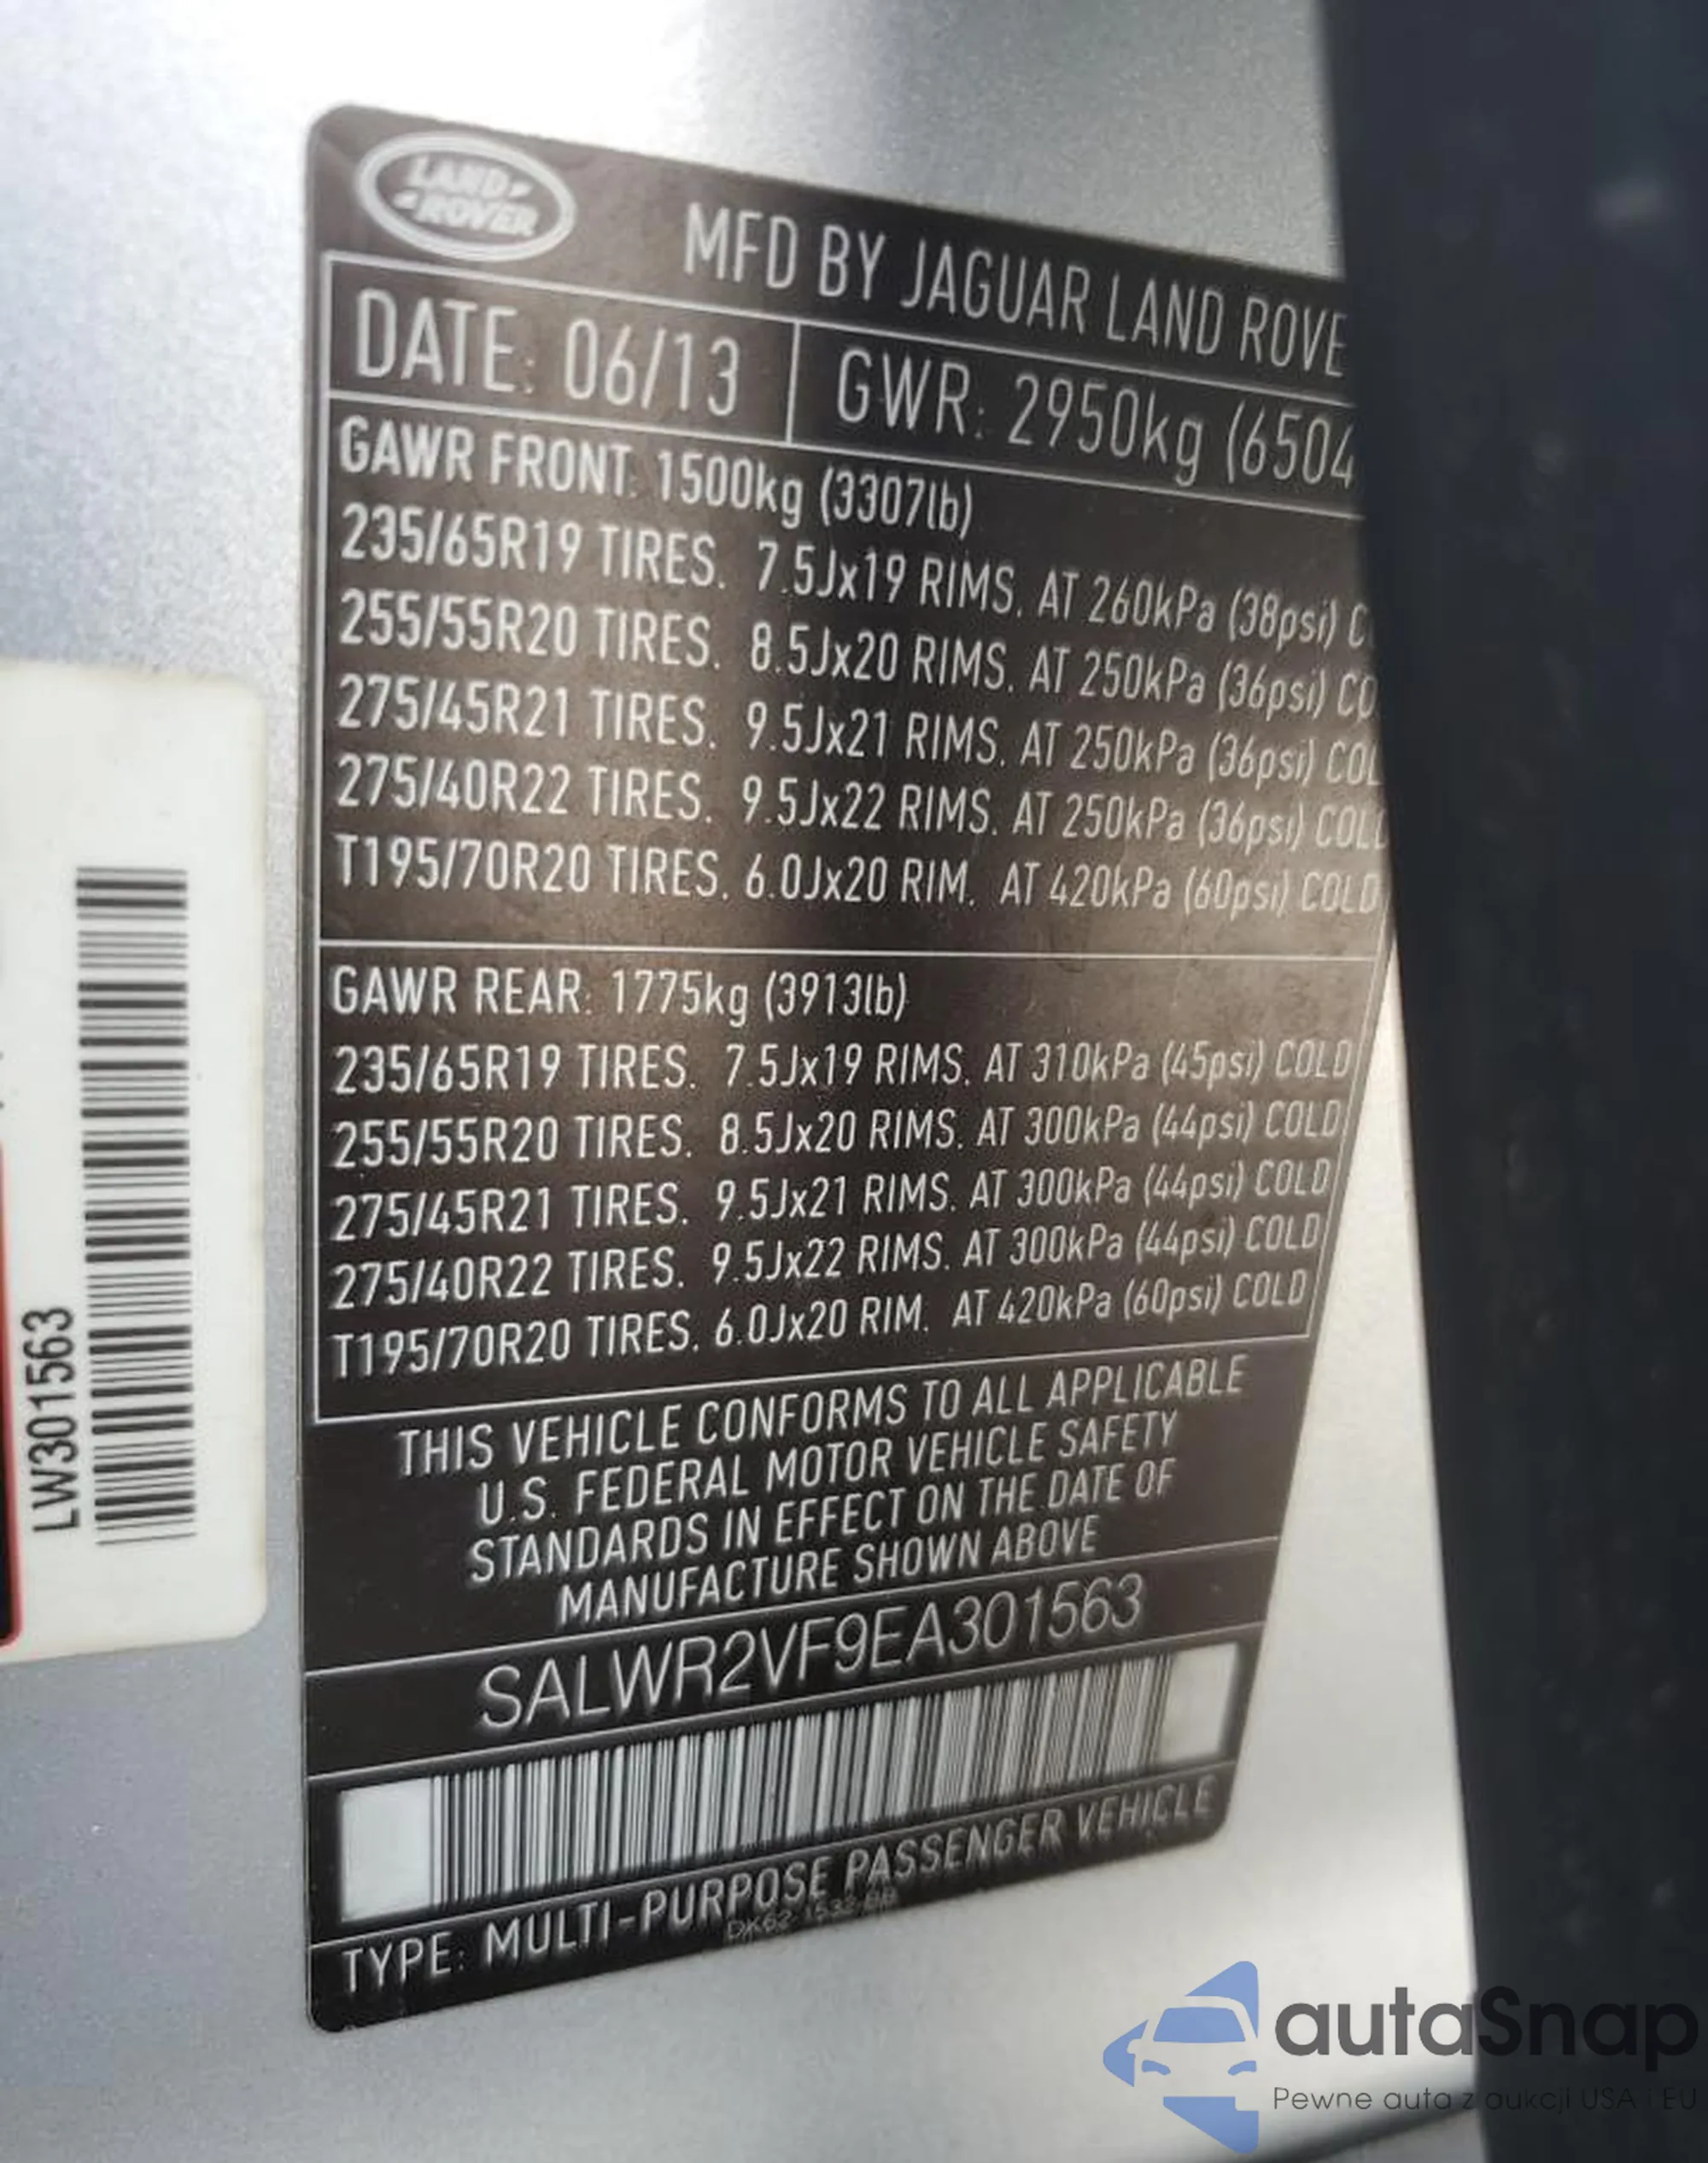 LAND
ROVER
MFD BY JAGUAR LAND ROVE
DATE: 06/13 GWR: 2950kg (6504
GAWR FRONT: 1500kg (3307lb)
235/65R19 TIRES. 7.5Jx19 RIMS. AT 260kPa (38psi) C
255/55R20 TIRES. 8.5Jx20 RIMS. AT 250kPa (36psi) CO
275/45R21 TIRES. 9.5Jx21 RIMS. AT 250kPa (36psi) COL
275/40R22 TIRES. 9.5Jx22 RIMS. AT 250kPa (36psi) COLD
T195/70R20 TIRES. 6.0Jx20 RIM. AT 420kPa (60psi) COLD
GAWR REAR: 1775kg (3913lb)
235/65R19 TIRES. 7.5Jx19 RIMS. AT 310kPa (45psi) COLD
255/55R20 TIRES. 8.5Jx20 RIMS. AT 300kPa (44psi) COLD
275/45R21 TIRES. 9.5Jx21 RIMS. AT 300kPa (44psi) COLD
275/40R22 TIRES. 9.5Jx22 RIMS. AT 300kPa (44psi) COLD
T195/70R20 TIRES. 6.0Jx20 RIM. AT 420kPa (60psi) COLD
THIS VEHICLE CONFORMS TO ALL APPLICABLE
U.S. FEDERAL MOTOR VEHICLE SAFETY
STANDARDS IN EFFECT ON THE DATE OF
MANUFACTURE SHOWN ABOVE
SALWR2VF9EA301563
TYPE: MULTI-PURPOSE PASSENGER VEHICLE
LW301563
autaSnap
Pewne auta z aukcji USA i EU